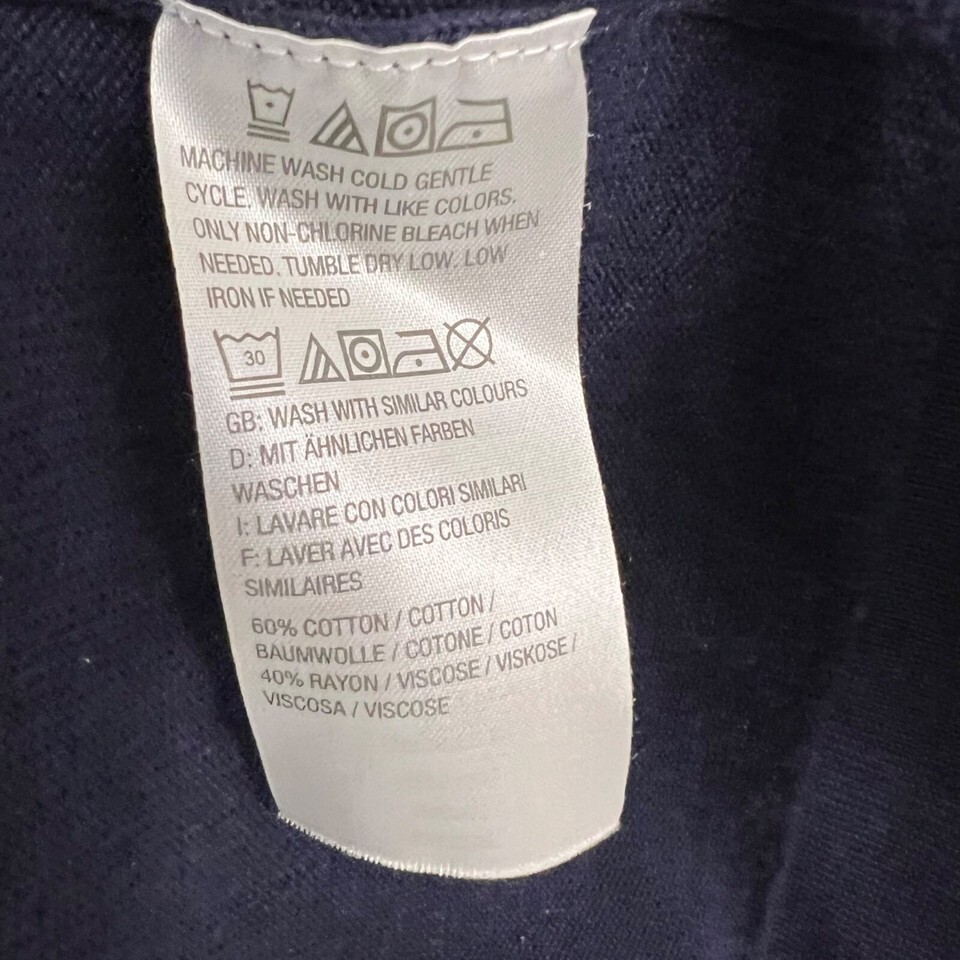 MACHINE WASH COLD GENTLE
CYCLE. WASH WITH LIKE COLORS.
ONLY NON-CHLORINE BLEACH WHEN
NEEDED. TUMBLE DRY LOW. LOW
IRON IF NEEDED
30
GB: WASH WITH SIMILAR COLOURS
D: MIT ÄHNLICHEN FARBEN
WASCHEN
I: LAVARE CON COLORI SIMILARI
F: LAVER AVEC DES COLORIS
SIMILAIRES
60% COTTON / COTTON /
BAUMWOLLE / COTONE / COTON
40% RAYON / VISCOSE / VISKOSE /
VISCOSA / VISCOSE